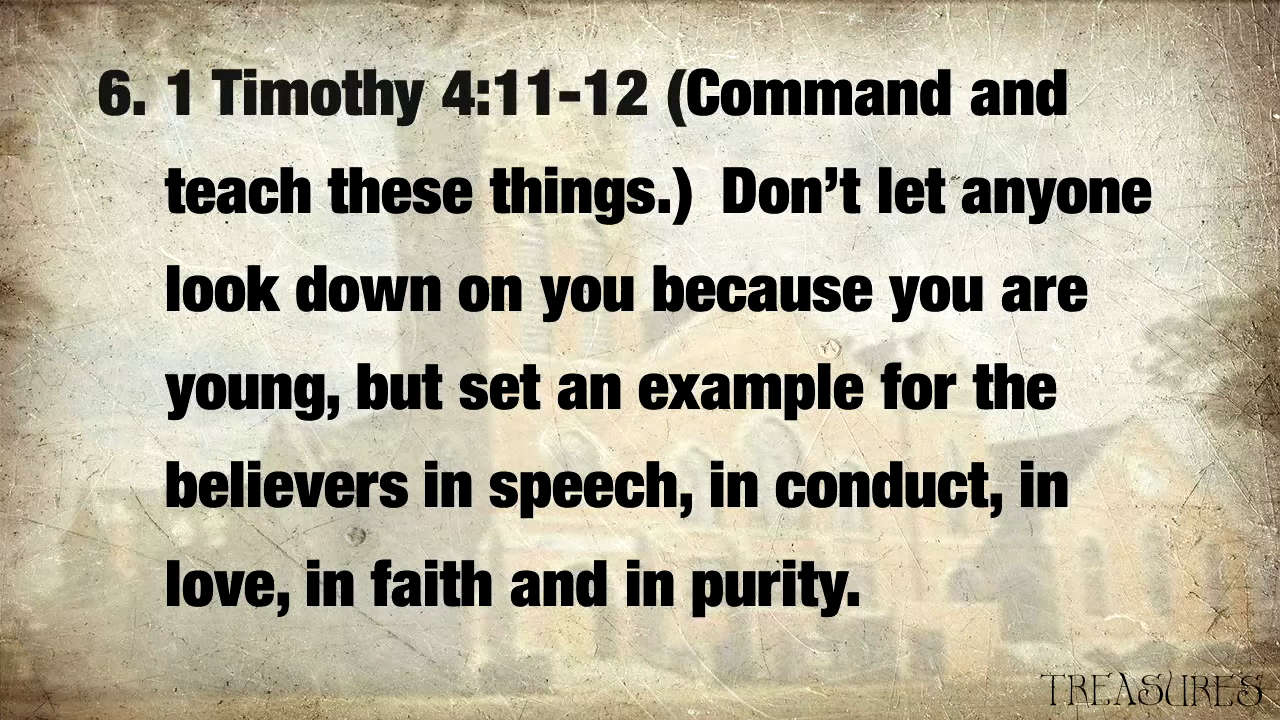 6. 1 Timothy 4:11-12 (Command and
teach these things.)  Don’t let anyone
look down on you because you are
young, but set an example for the
believers in speech, in conduct, in
love, in faith and in purity.
TREASURES